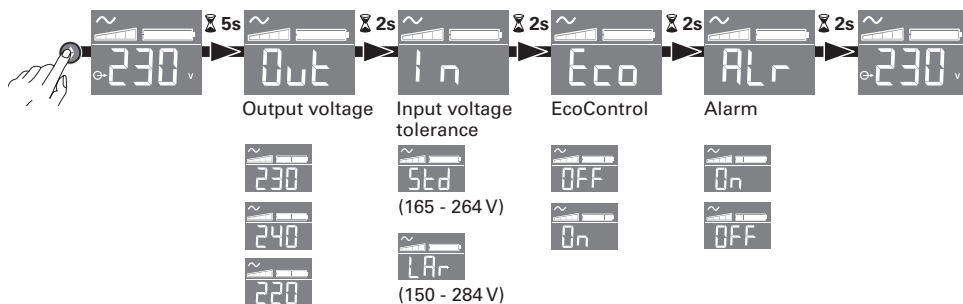 5s 2s 2s 2s 2s
230 v Out In Eco ALr 230 v
Output voltage Input voltage tolerance EcoControl Alarm
230 Std OFF On
(165 - 264 V)
240 On OFF
LAr
220
(150 - 284 V)